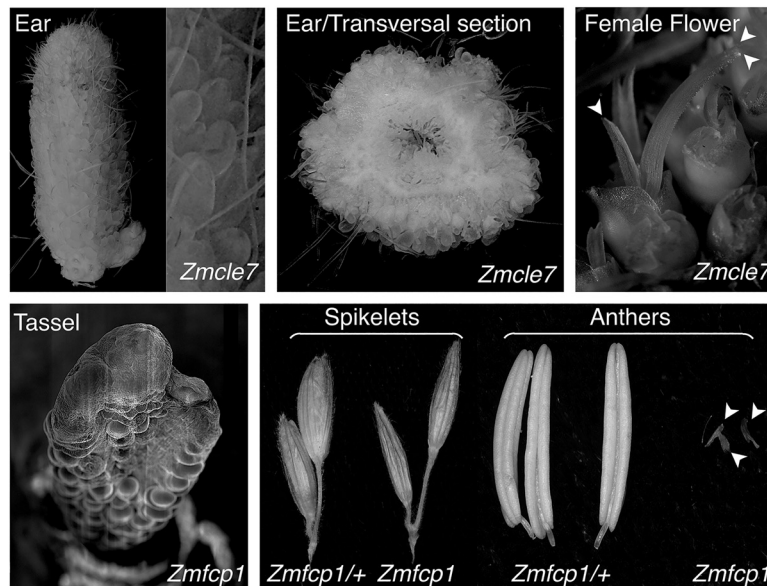 Ear
Zmcle7
Ear/Transversal section
Zmcle7
Female Flower
Zmcle7
Tassel
Zmfcp1
Spikelets
Anthers
Zmfcp1/+
Zmfcp1
Zmfcp1/+
Zmfcp1